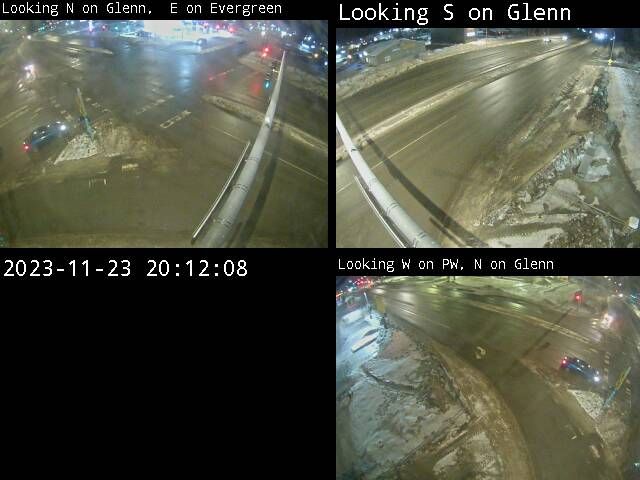 Looking N on Glenn,  E on Evergreen
Looking S on Glenn
2023-11-23 20:12:08
Looking W on PW, N on Glenn